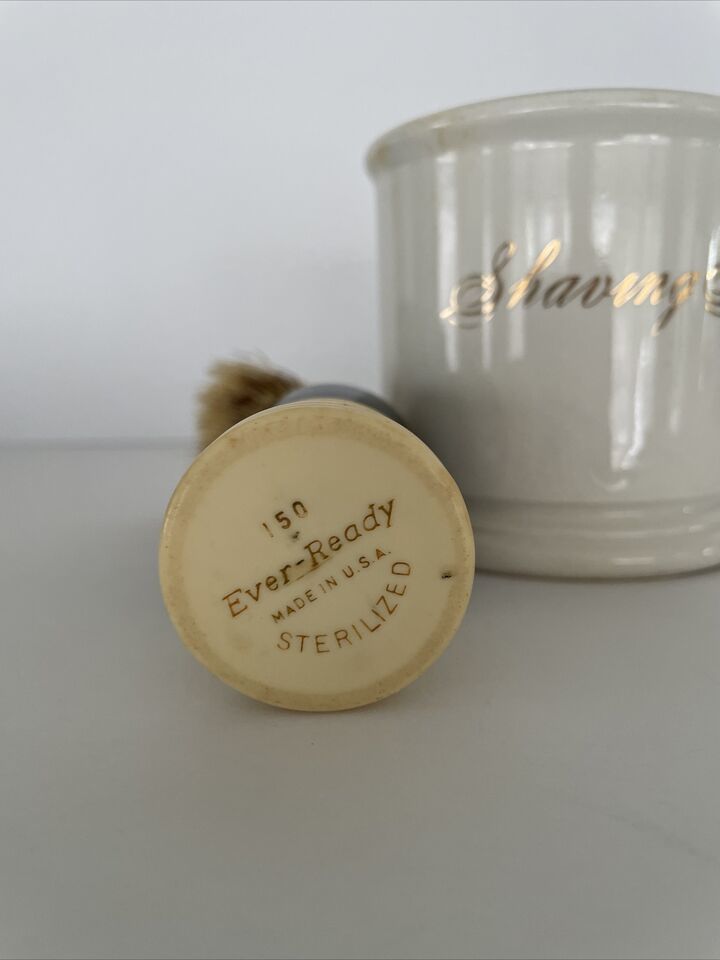 Shaving
150
Ever-Ready
MADE IN U.S.A.
STERILIZED